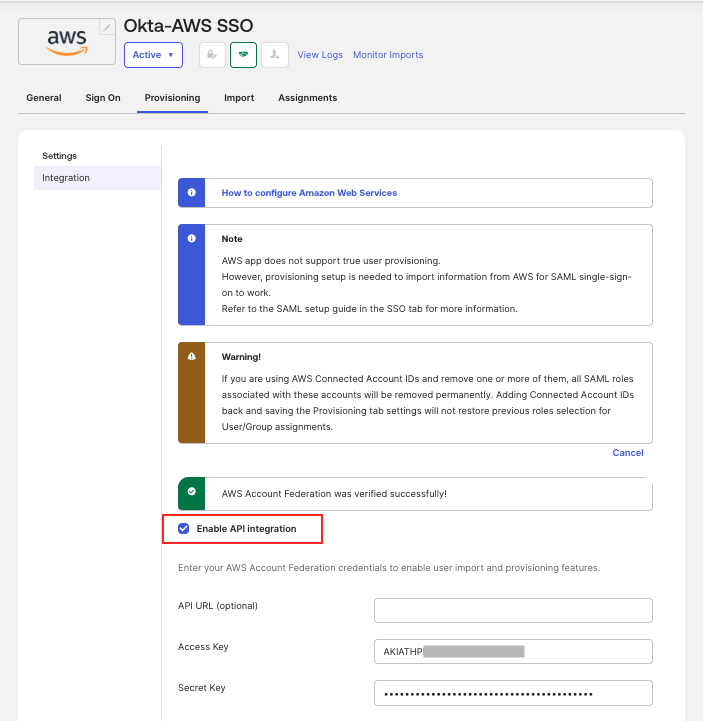 aws
Okta-AWS SSO
Active
View Logs
Monitor Imports
General
Sign On
Provisioning
Import
Assignments
Settings
Integration
How to configure Amazon Web Services
Note
AWS app does not support true user provisioning.
However, provisioning setup is needed to import information from AWS for SAML single-sign-
on to work.
Refer to the SAML setup guide in the SSO tab for more information.
Warning!
If you are using AWS Connected Account IDs and remove one or more of them, all SAML roles
associated with these accounts will be removed permanently. Adding Connected Account IDs
back and saving the Provisioning tab settings will not restore previous roles selection for
User/Group assignments.
Cancel
AWS Account Federation was verified successfully!
Enable API integration
Enter your AWS Account Federation credentials to enable user import and provisioning features.
API URL (optional)
Access Key
AKIATHP
Secret Key